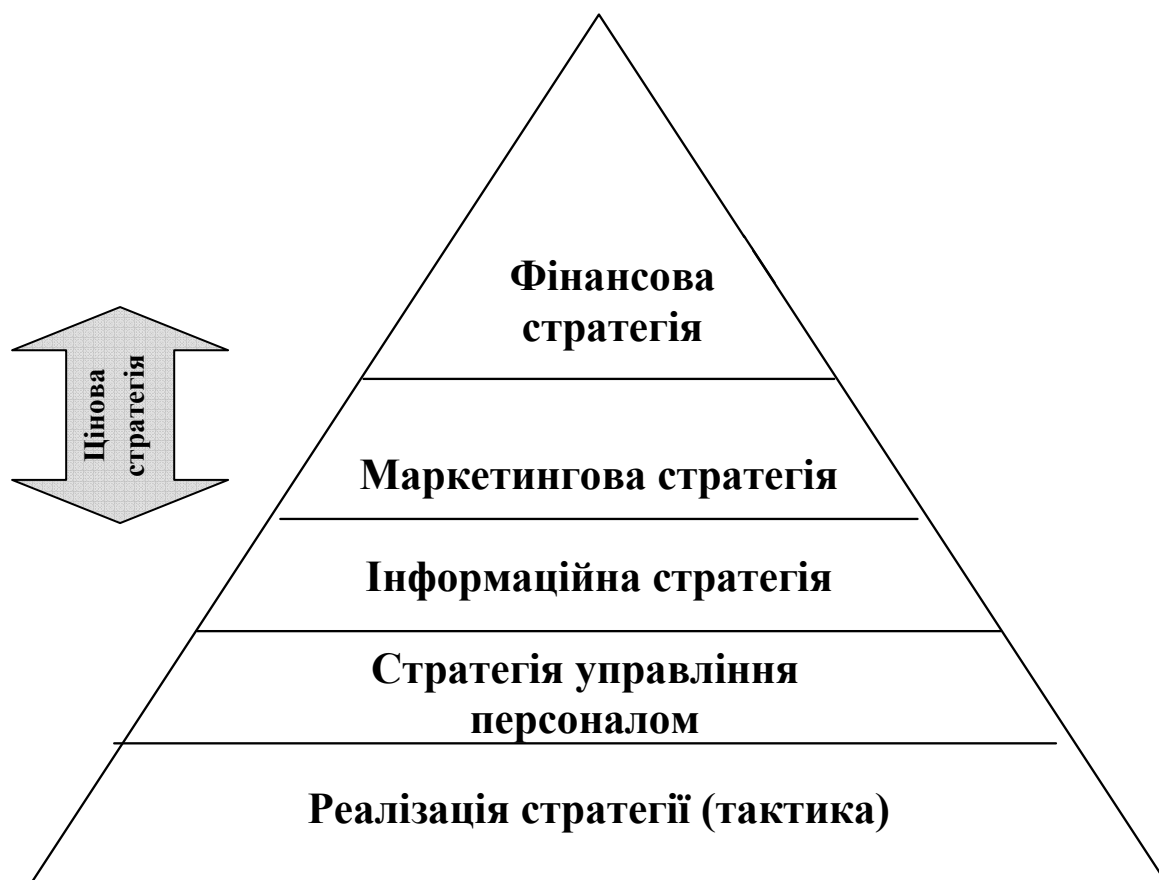 Фінансова
стратегія
Цінова
стратегія
Маркетингова стратегія
Інформаційна стратегія
Стратегія управління
персоналом
Реалізація стратегії (тактика)